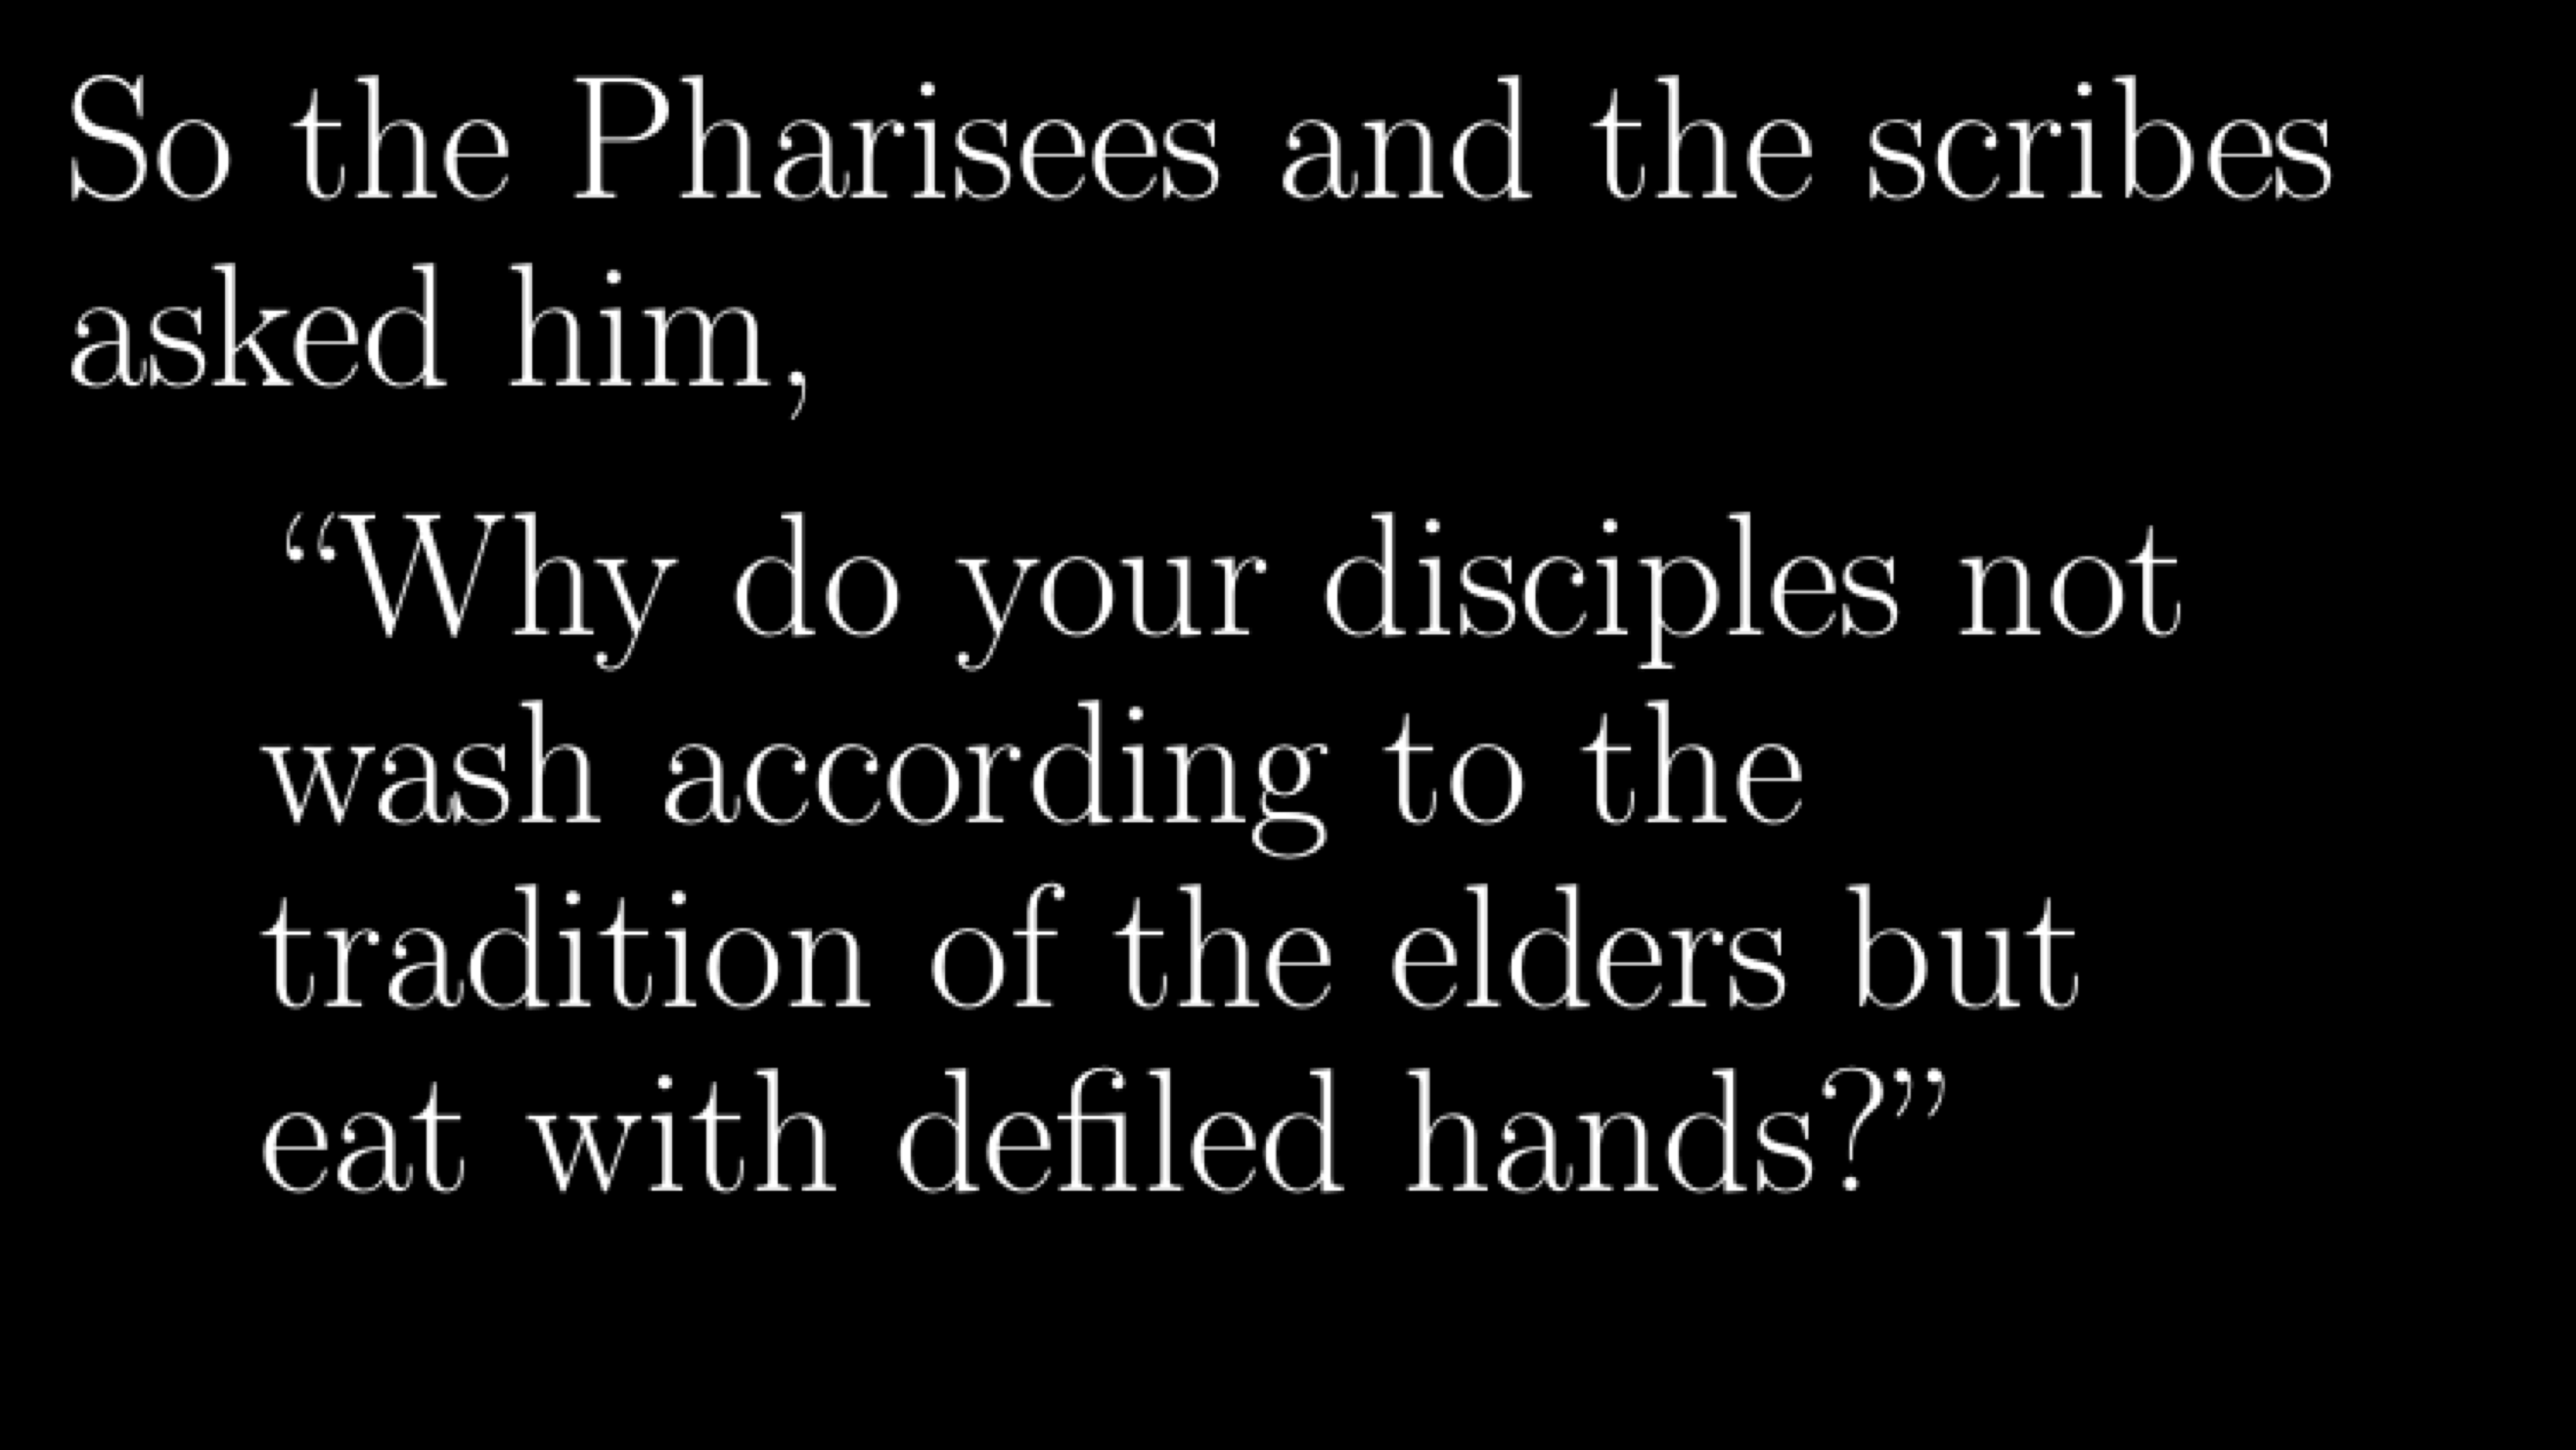 So the Pharisees and the scribes
asked him,
“Why do your disciples not
wash according to the
tradition of the elders but
eat with defiled hands?”